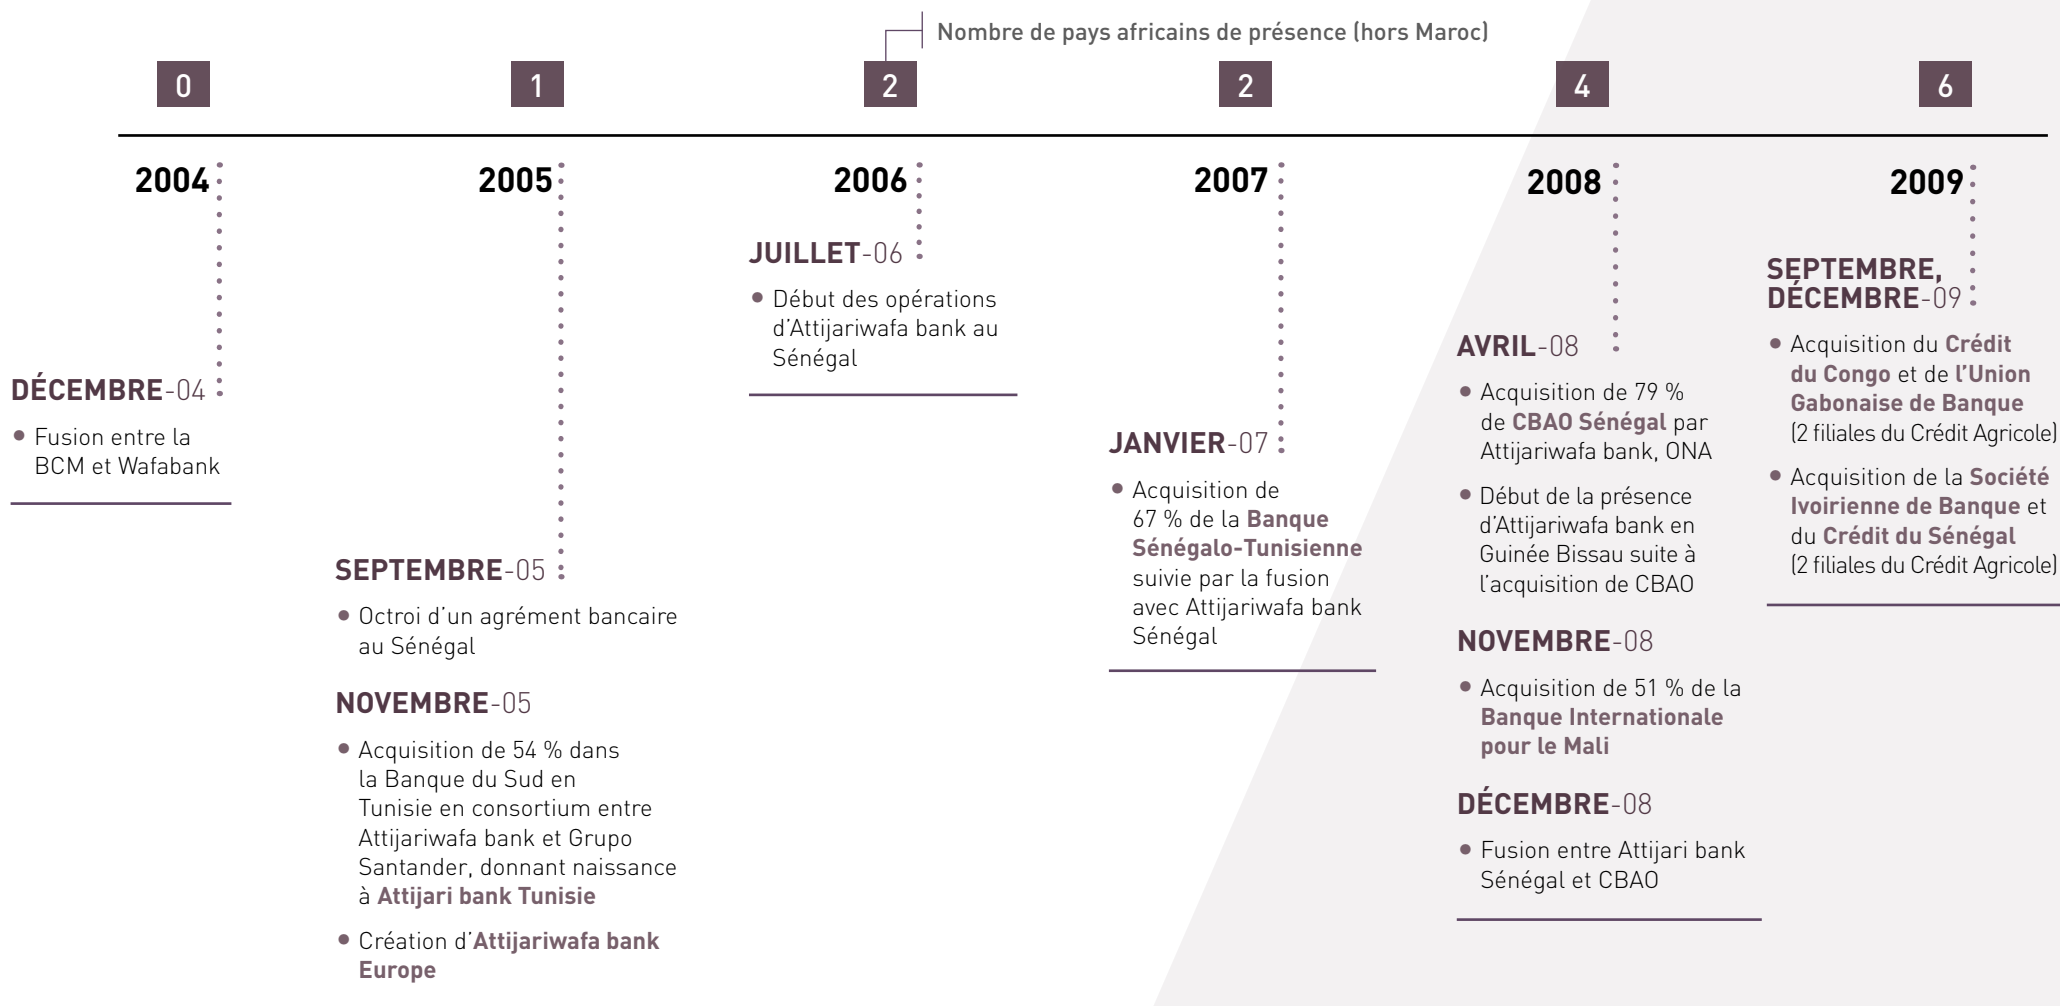 Nombre de pays africains de présence (hors Maroc)
0
1
2
2
4
6
2004
DÉCEMBRE-04
• Fusion entre la
BCM et Wafabank
2005
SEPTEMBRE-05
• Octroi d’un agrément bancaire
au Sénégal
NOVEMBRE-05
• Acquisition de 54 % dans
la Banque du Sud en
Tunisie en consortium entre
Attijariwafa bank et Grupo
Santander, donnant naissance
à Attijari bank Tunisie
• Création d’Attijariwafa bank
Europe
2006
JUILLET-06
• Début des opérations
d’Attijariwafa bank au
Sénégal
2007
JANVIER-07
• Acquisition de
67 % de la Banque
Sénégalo-Tunisienne
suivie par la fusion
avec Attijariwafa bank
Sénégal
2008
AVRIL-08
• Acquisition de 79 %
de CBAO Sénégal par
Attijariwafa bank, ONA
• Début de la présence
d’Attijariwafa bank en
Guinée Bissau suite à
l’acquisition de CBAO
NOVEMBRE-08
• Acquisition de 51 % de la
Banque Internationale
pour le Mali
DÉCEMBRE-08
• Fusion entre Attijari bank
Sénégal et CBAO
2009
SEPTEMBRE,
DÉCEMBRE-09
• Acquisition du Crédit
du Congo et de l’Union
Gabonaise de Banque
(2 filiales du Crédit Agricole)
• Acquisition de la Société
Ivoirienne de Banque et
du Crédit du Sénégal
(2 filiales du Crédit Agricole)